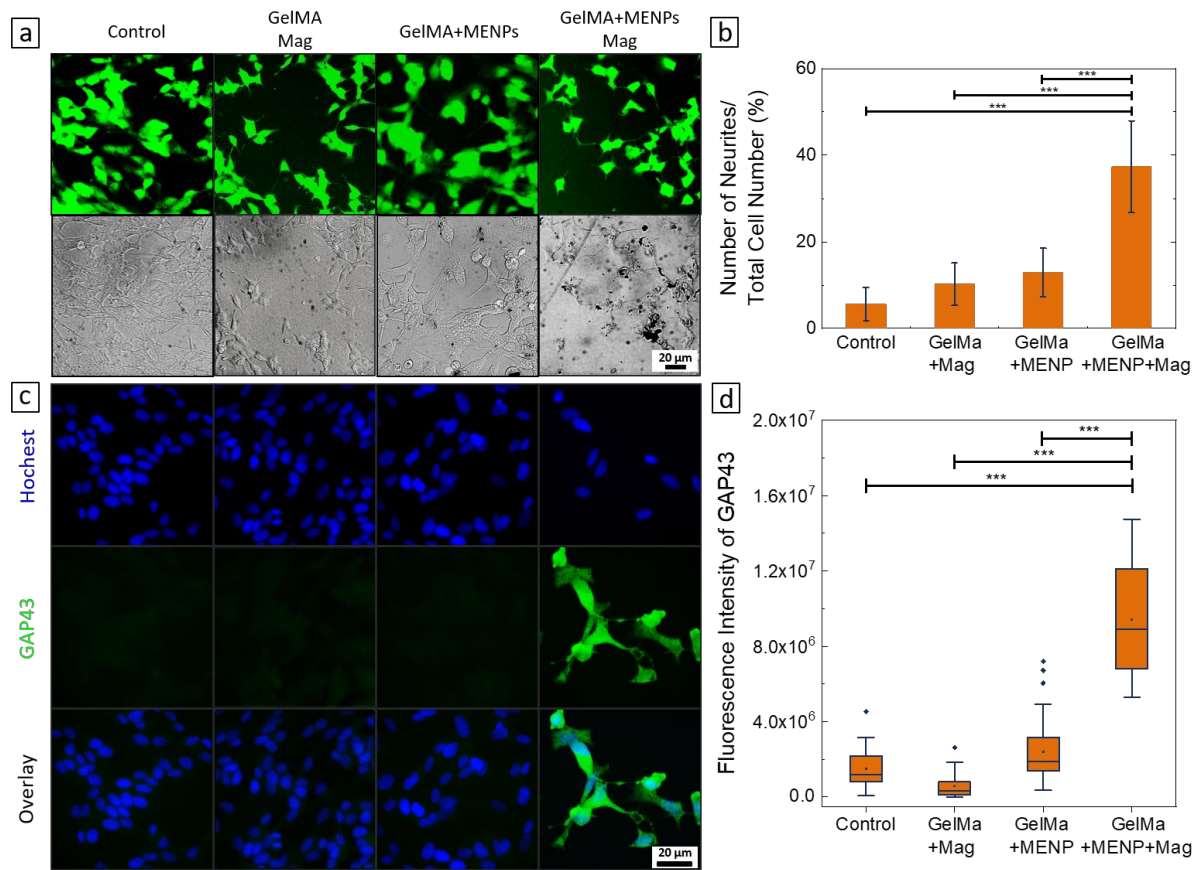 a
Control
GelMA
Mag
GelMA+MENPs
GelMA+MENPs
Mag
20 µm
b
Number of Neurites/
Total Cell Number (%)
60
40
20
0
***
***
***
Control
GelMa
+Mag
GelMa
+MENP
GelMa
+MENP+Mag
c
Hochest
GAP43
Overlay
20 µm
d
Fluorescence Intensity of GAP43
2.0x10⁷
1.6x10⁷
1.2x10⁷
8.0x10⁶
4.0x10⁶
0.0
***
***
***
Control
GelMa
+Mag
GelMa
+MENP
GelMa
+MENP+Mag